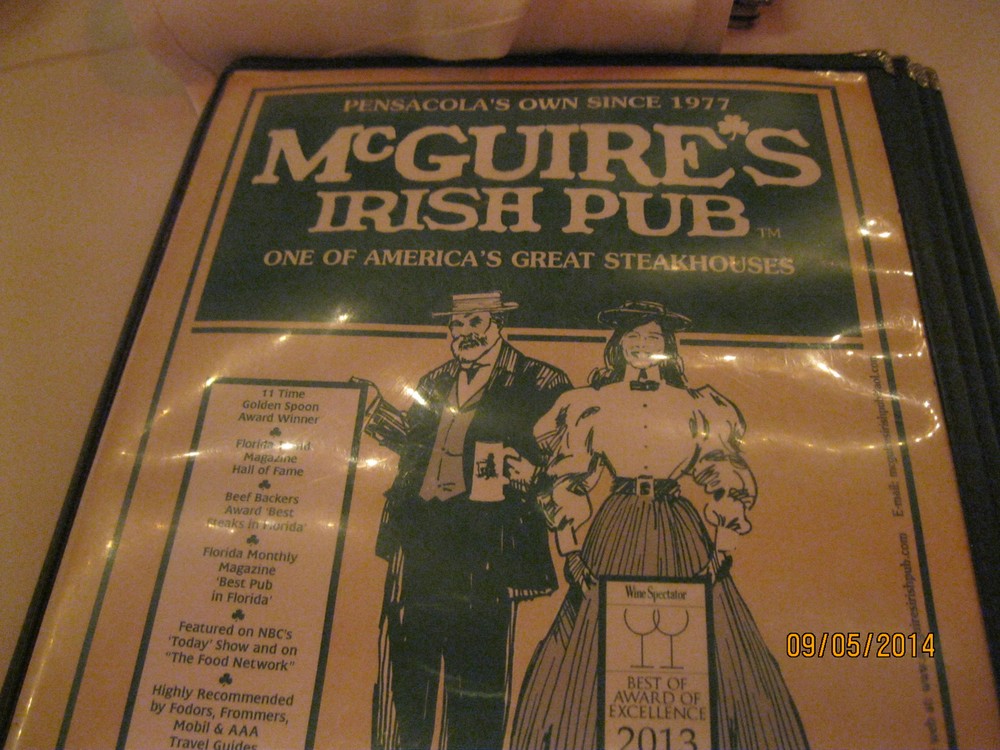 PENSACOLA'S OWN SINCE 1977
McGUIRE'S
IRISH PUB TM
ONE OF AMERICA'S GREAT STEAKHOUSES
11 Time
Golden Spoon
Award Winner
Florida
Magazine
Hall of Fame
Beef Backers
Award 'Best
Steaks in Florida'
Florida Monthly
Magazine
'Best Pub
in Florida'
Featured on NBC's
'Today' Show and on
"The Food Network"
Highly Recommended
by Fodors, Frommers,
Mobil & AAA
Travel Guides
Wine Spectator
BEST OF
AWARD OF
EXCELLENCE
2013
E-mail:
09/05/2014